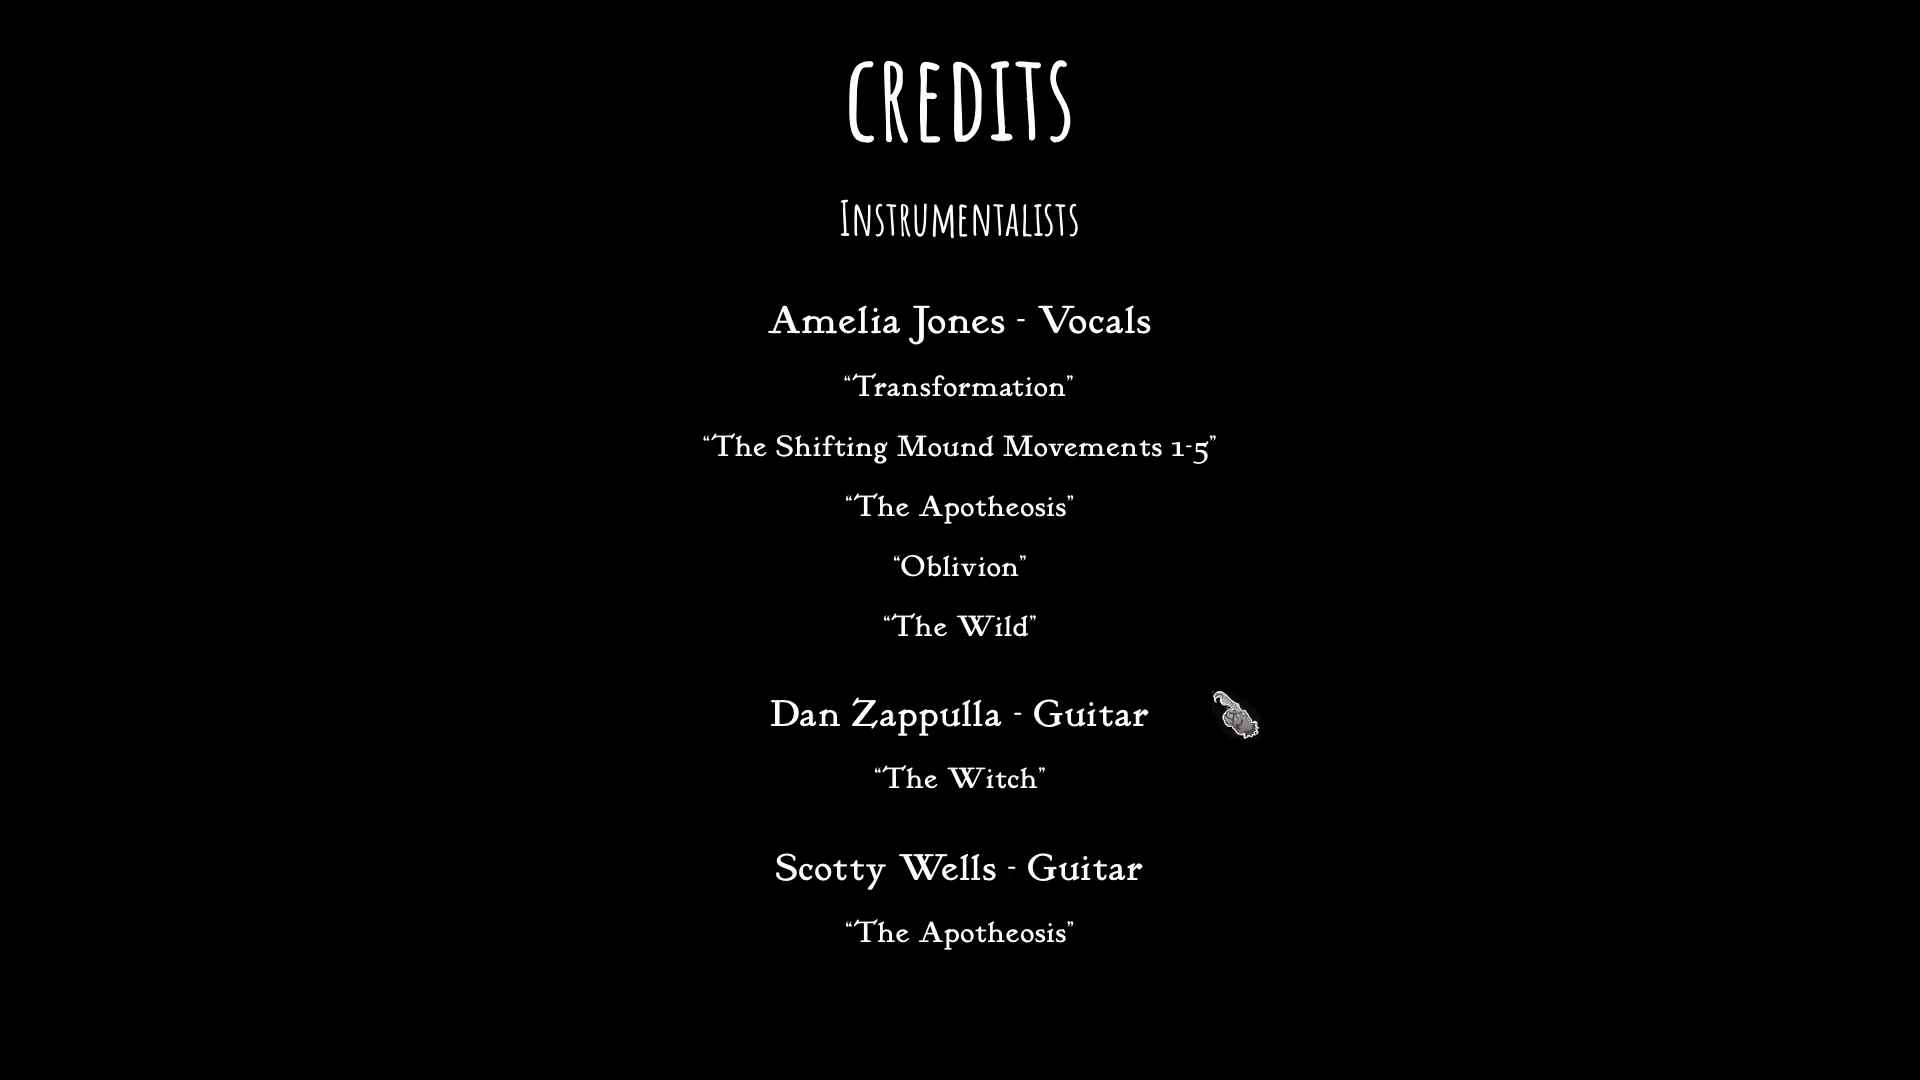 CREDITS
INSTRUMENTALISTS
Amelia Jones - Vocals
“Transformation”
“The Shifting Mound Movements 1-5”
“The Apotheosis”
“Oblivion”
“The Wild”
Dan Zappulla - Guitar
“The Witch”
Scotty Wells - Guitar
“The Apotheosis”